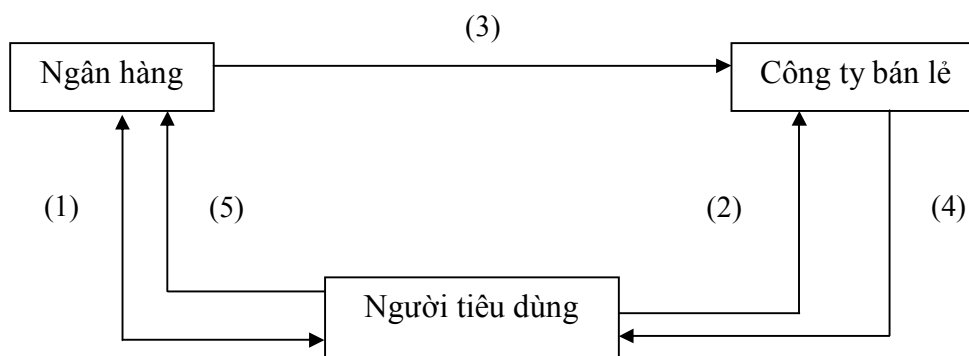 (3)
Ngân hàng
Công ty bán lẻ
(1)
(5)
(2)
(4)
Người tiêu dùng